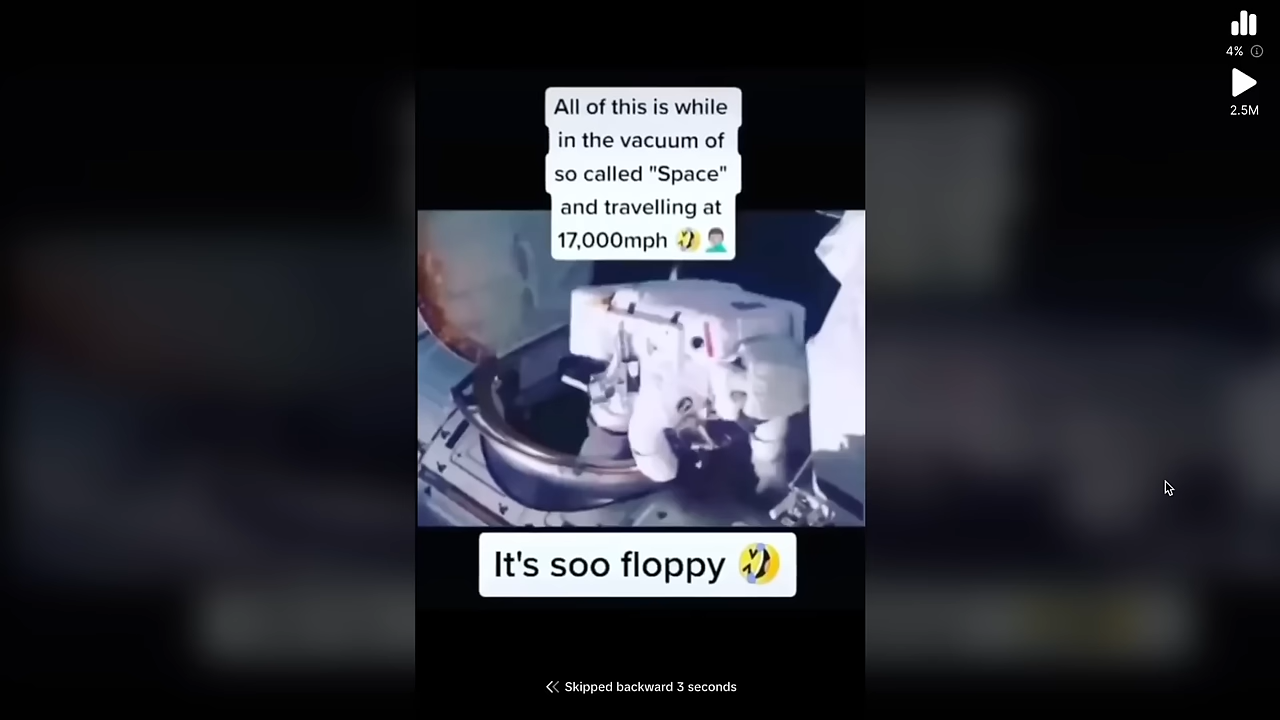 4%
2.5M
All of this is while
in the vacuum of
so called "Space"
and travelling at
17,000mph 🤣🤦🏻‍♂️
It's soo floppy 🤣
Skipped backward 3 seconds